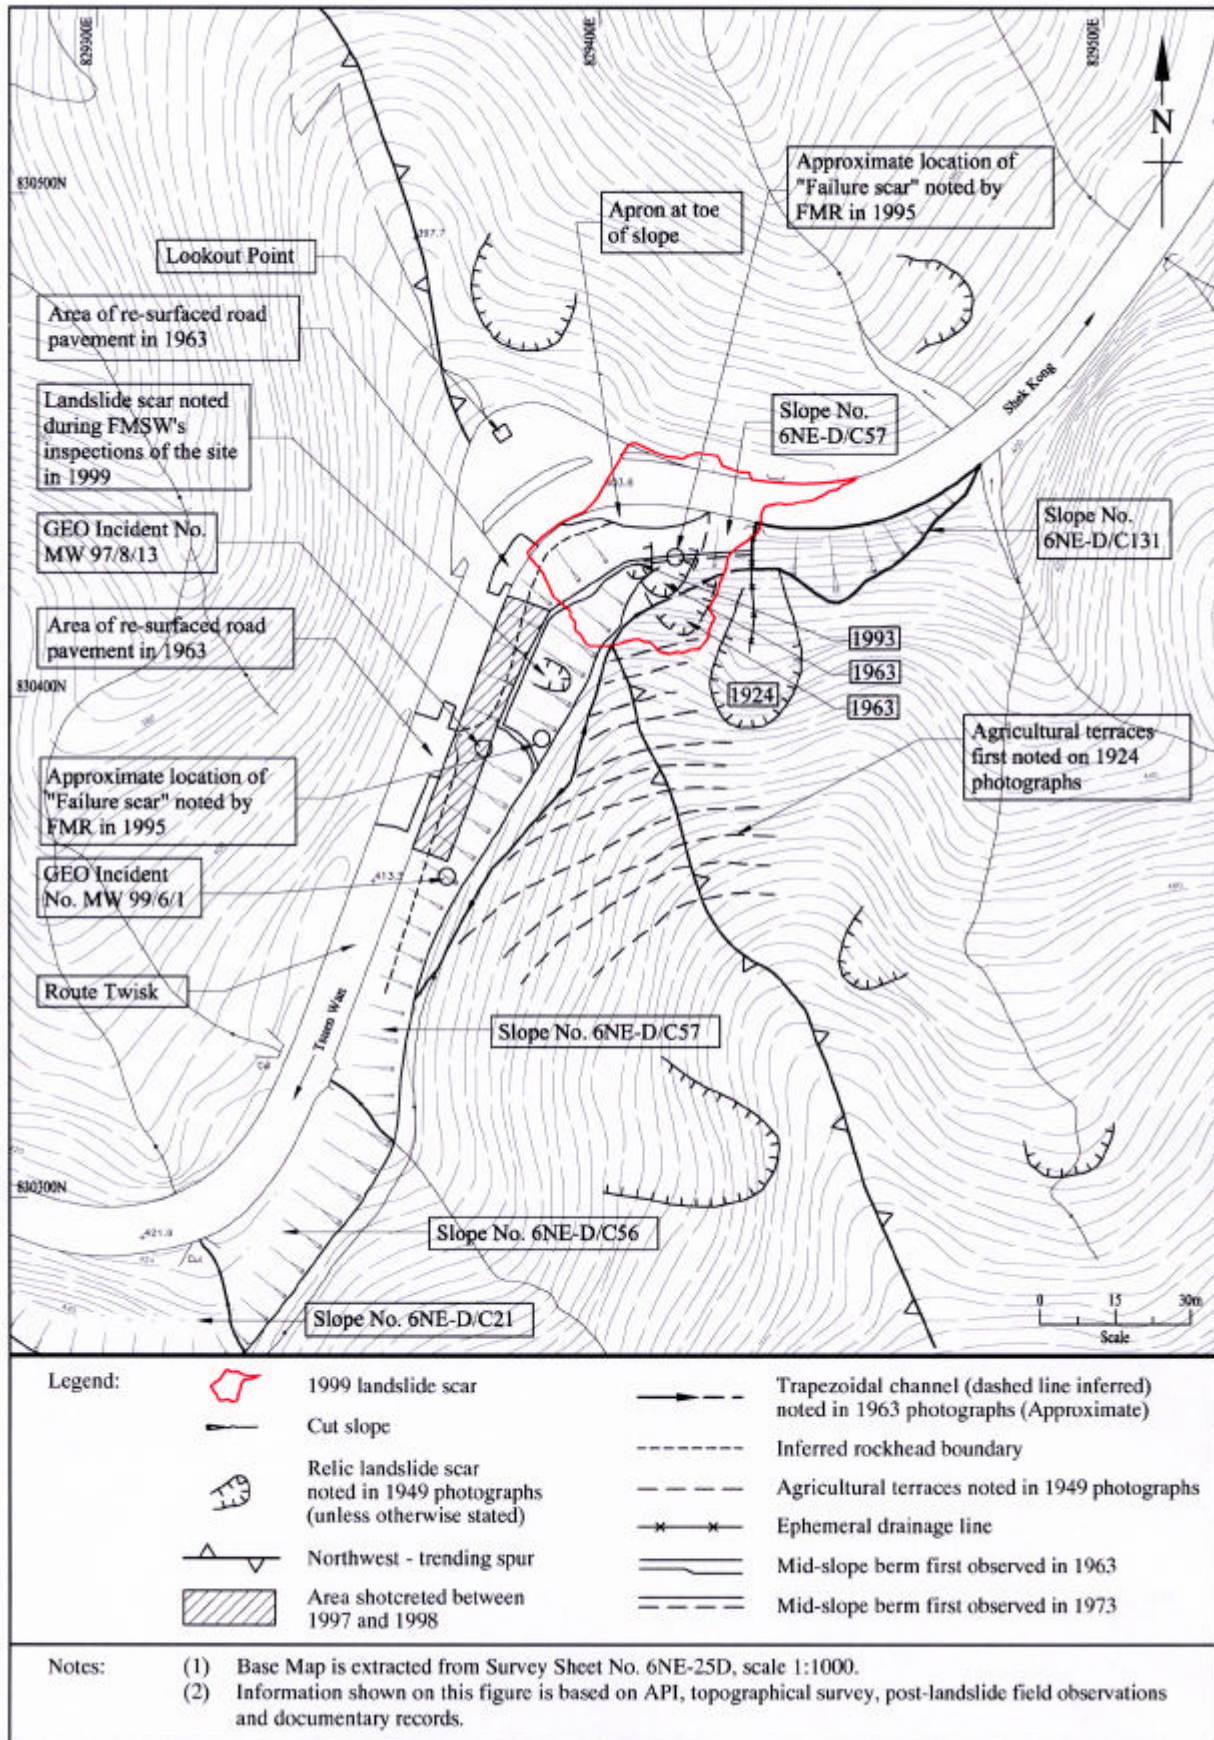 829300E
829400E
829500E
N
830500N
830400N
830300N
Approximate location of
"Failure scar" noted by
FMR in 1995
Apron at toe
of slope
Lookout Point
Area of re-surfaced road
pavement in 1963
Landslide scar noted
during FMSW's
inspections of the site
in 1999
Slope No.
6NE-D/C57
Shek Kong
GEO Incident No.
MW 97/8/13
Slope No.
6NE-D/C131
Area of re-surfaced road
pavement in 1963
1993
1963
1963
1924
Agricultural terraces
first noted on 1924
photographs
Approximate location of
"Failure scar" noted by
FMR in 1995
GEO Incident
No. MW 99/6/1
Route Twisk
Tsuen Wan
Slope No. 6NE-D/C57
Slope No. 6NE-D/C56
421.8
Slope No. 6NE-D/C21
0 15 30m
Scale
Legend:
1999 landslide scar
Cut slope
Relic landslide scar
noted in 1949 photographs
(unless otherwise stated)
Northwest - trending spur
Area shotcreted between
1997 and 1998
Trapezoidal channel (dashed line inferred)
noted in 1963 photographs (Approximate)
Inferred rockhead boundary
Agricultural terraces noted in 1949 photographs
Ephemeral drainage line
Mid-slope berm first observed in 1963
Mid-slope berm first observed in 1973
Notes:
(1) Base Map is extracted from Survey Sheet No. 6NE-25D, scale 1:1000.
(2) Information shown on this figure is based on API, topographical survey, post-landslide field observations
and documentary records.